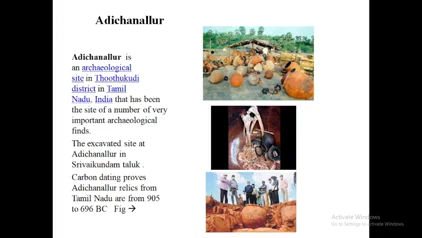 Adichanallur
Adichanallur is
an archaeological
site in Thoothukudi
district in Tamil
Nadu, India that has been
the site of a number of very
important archaeological
finds.
The excavated site at
Adichanallur in
Srivaikundam taluk .
Carbon dating proves
Adichanallur relics from
Tamil Nadu are from 905
to 696 BC Fig →
Activate Windows
Go to Settings to activate Windows.